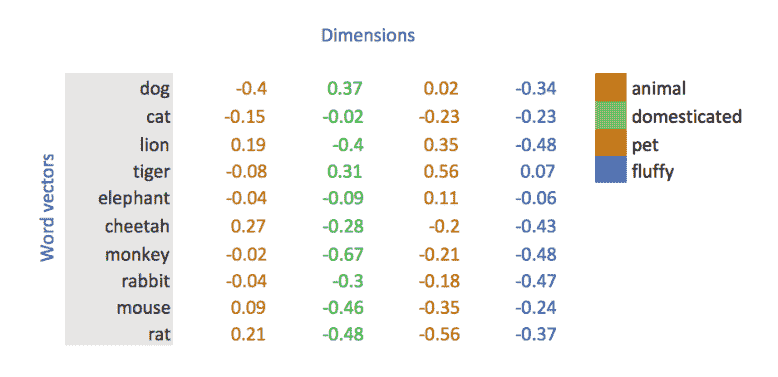 Dimensions
dog -0.4 0.37 0.02 -0.34 animal
cat -0.15 -0.02 -0.23 -0.23 domesticated
lion 0.19 -0.4 0.35 -0.48 pet
tiger -0.08 0.31 0.56 0.07 fluffy
elephant -0.04 -0.09 0.11 -0.06
cheetah 0.27 -0.28 -0.2 -0.43
monkey -0.02 -0.67 -0.21 -0.48
rabbit -0.04 -0.3 -0.18 -0.47
mouse 0.09 -0.46 -0.35 -0.24
rat 0.21 -0.48 -0.56 -0.37
Word vectors